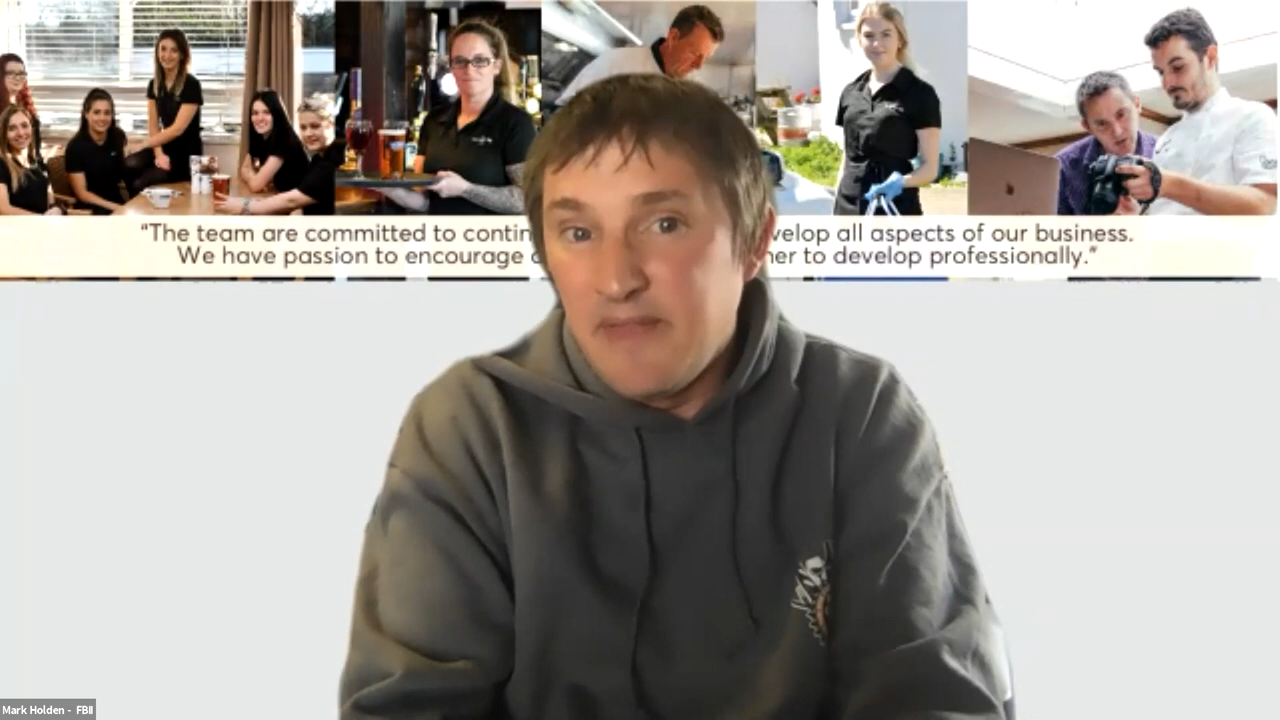 "The team are committed to contin velop all aspects of our business.
We have passion to encourage her to develop professionally."
Mark Holden - FBII